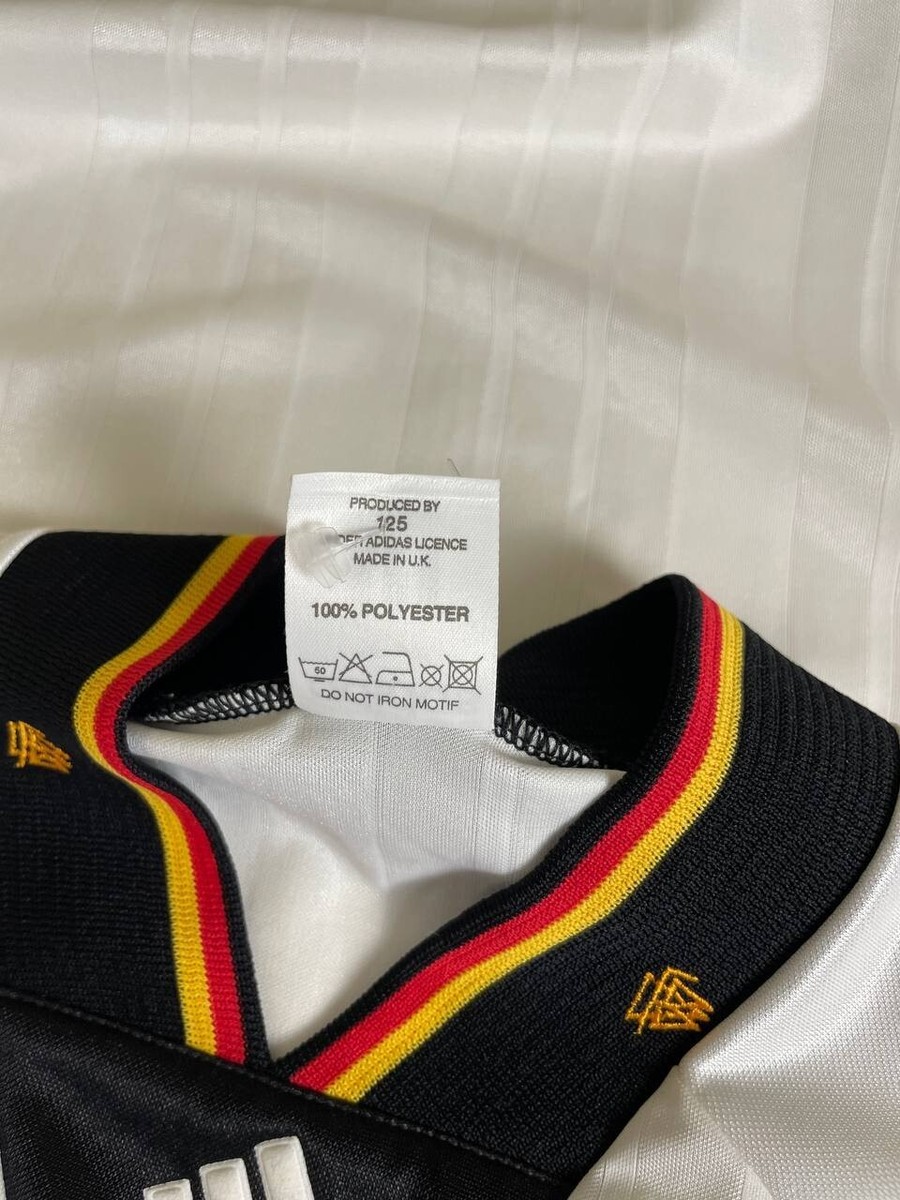 PRODUCED BY
125
DER ADIDAS LICENCE
MADE IN U.K.
100% POLYESTER
60
DO NOT IRON MOTIF